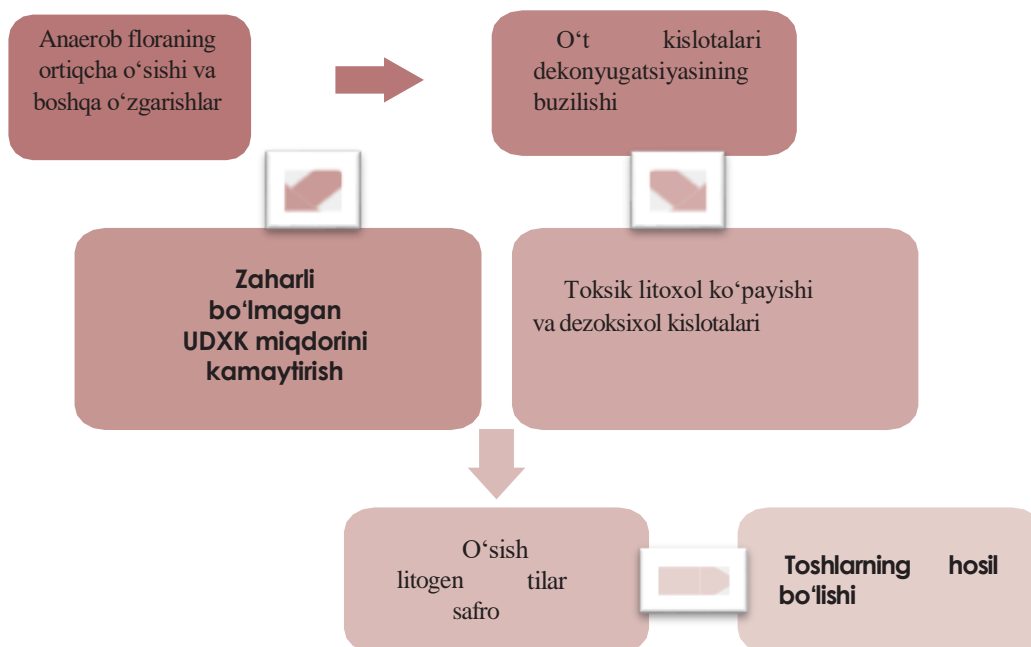 Anaerob floraning
ortiqcha o‘sishi va
boshqa o‘zgarishlar
O‘t kislotalari
dekonyugatsiyasining
buzilishi
Zaharli
bo‘lmagan
UDXK miqdorini
kamaytirish
Toksik litoxol ko‘payishi
va dezoksixol kislotalari
O‘sish
litogen tilar
safro
Toshlarning hosil
bo‘lishi